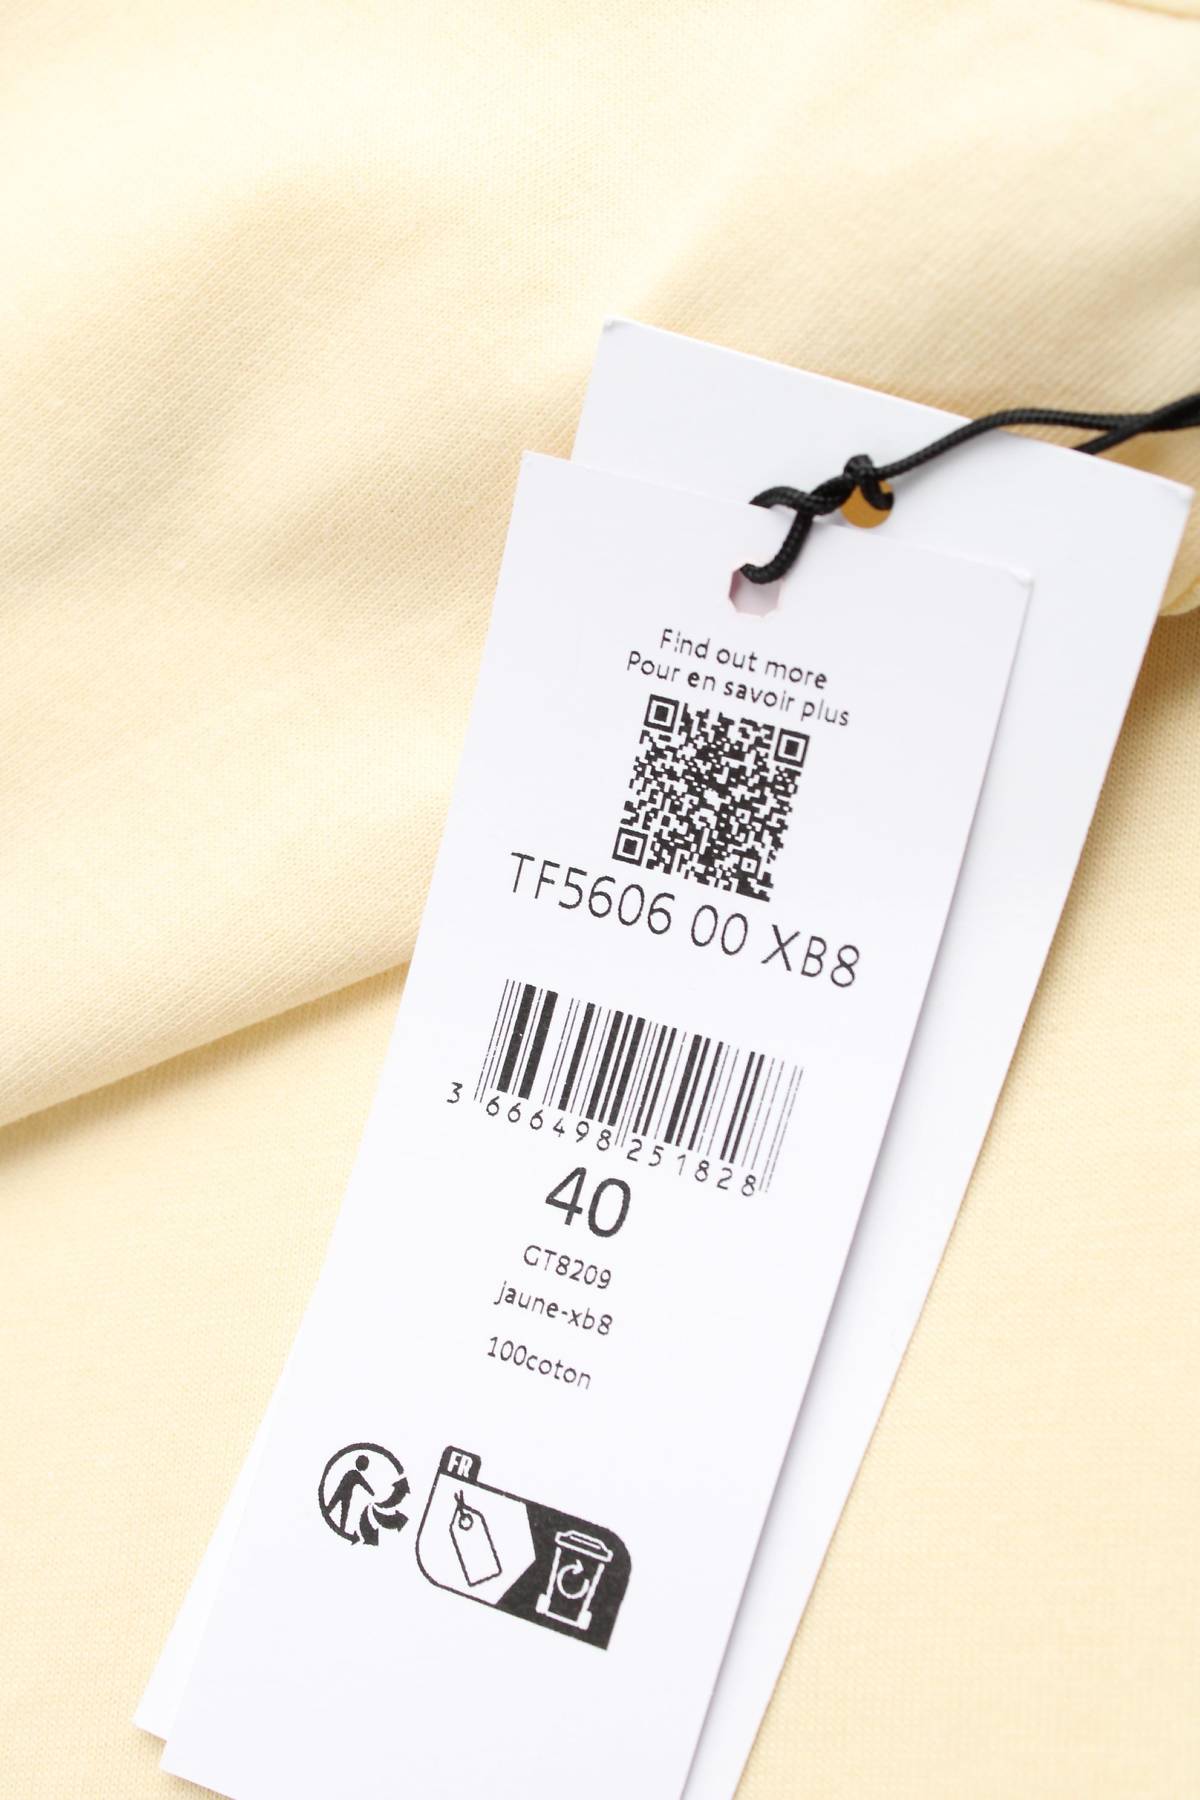 Find out more
Pour en savoir plus
TF5606 00 XB8
3 666498 251828
40
GT8209
jaune-xb8
100coton
FR